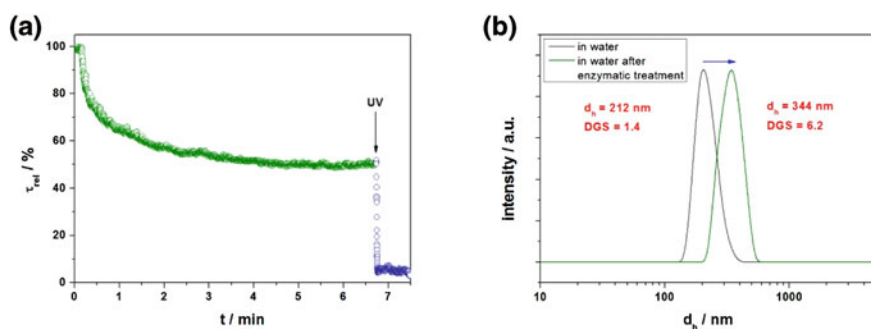 (a)
100
80
60
40
20
0
τrel / %
UV
0 1 2 3 4 5 6 7
t / min
(b)
in water
in water after
enzymatic treatment
dh = 212 nm
DGS = 1.4
dh = 344 nm
DGS = 6.2
intensity / a.u.
10 100 1000
dh / nm